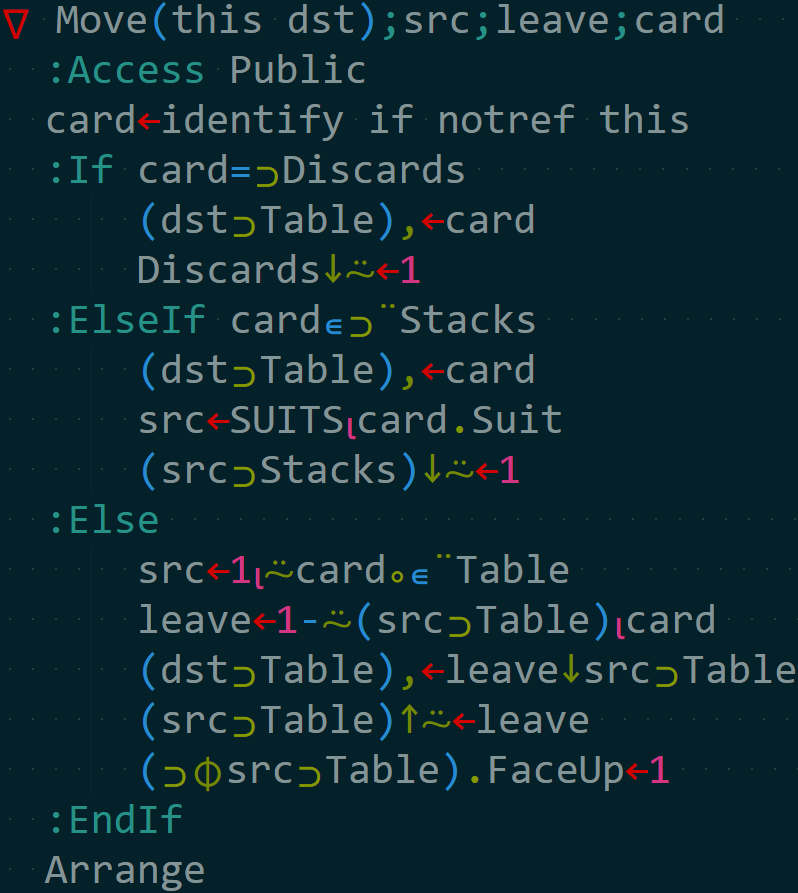 ∇ Move(this dst);src;leave;card
:Access Public
card←identify if notref this
:If card=⊃Discards
(dst⊃Table),←card
Discards↓⍨←1
:ElseIf card∊⊃¨Stacks
(dst⊃Table),←card
src←SUITS⍳card.Suit
(src⊃Stacks)↓⍨←1
:Else
src←1⍳⍨card∘∊¨Table
leave←1-⍨(src⊃Table)⍳card
(dst⊃Table),←leave↓src⊃Table
(src⊃Table)↑⍨←leave
(⊃⌽src⊃Table).FaceUp←1
:EndIf
Arrange